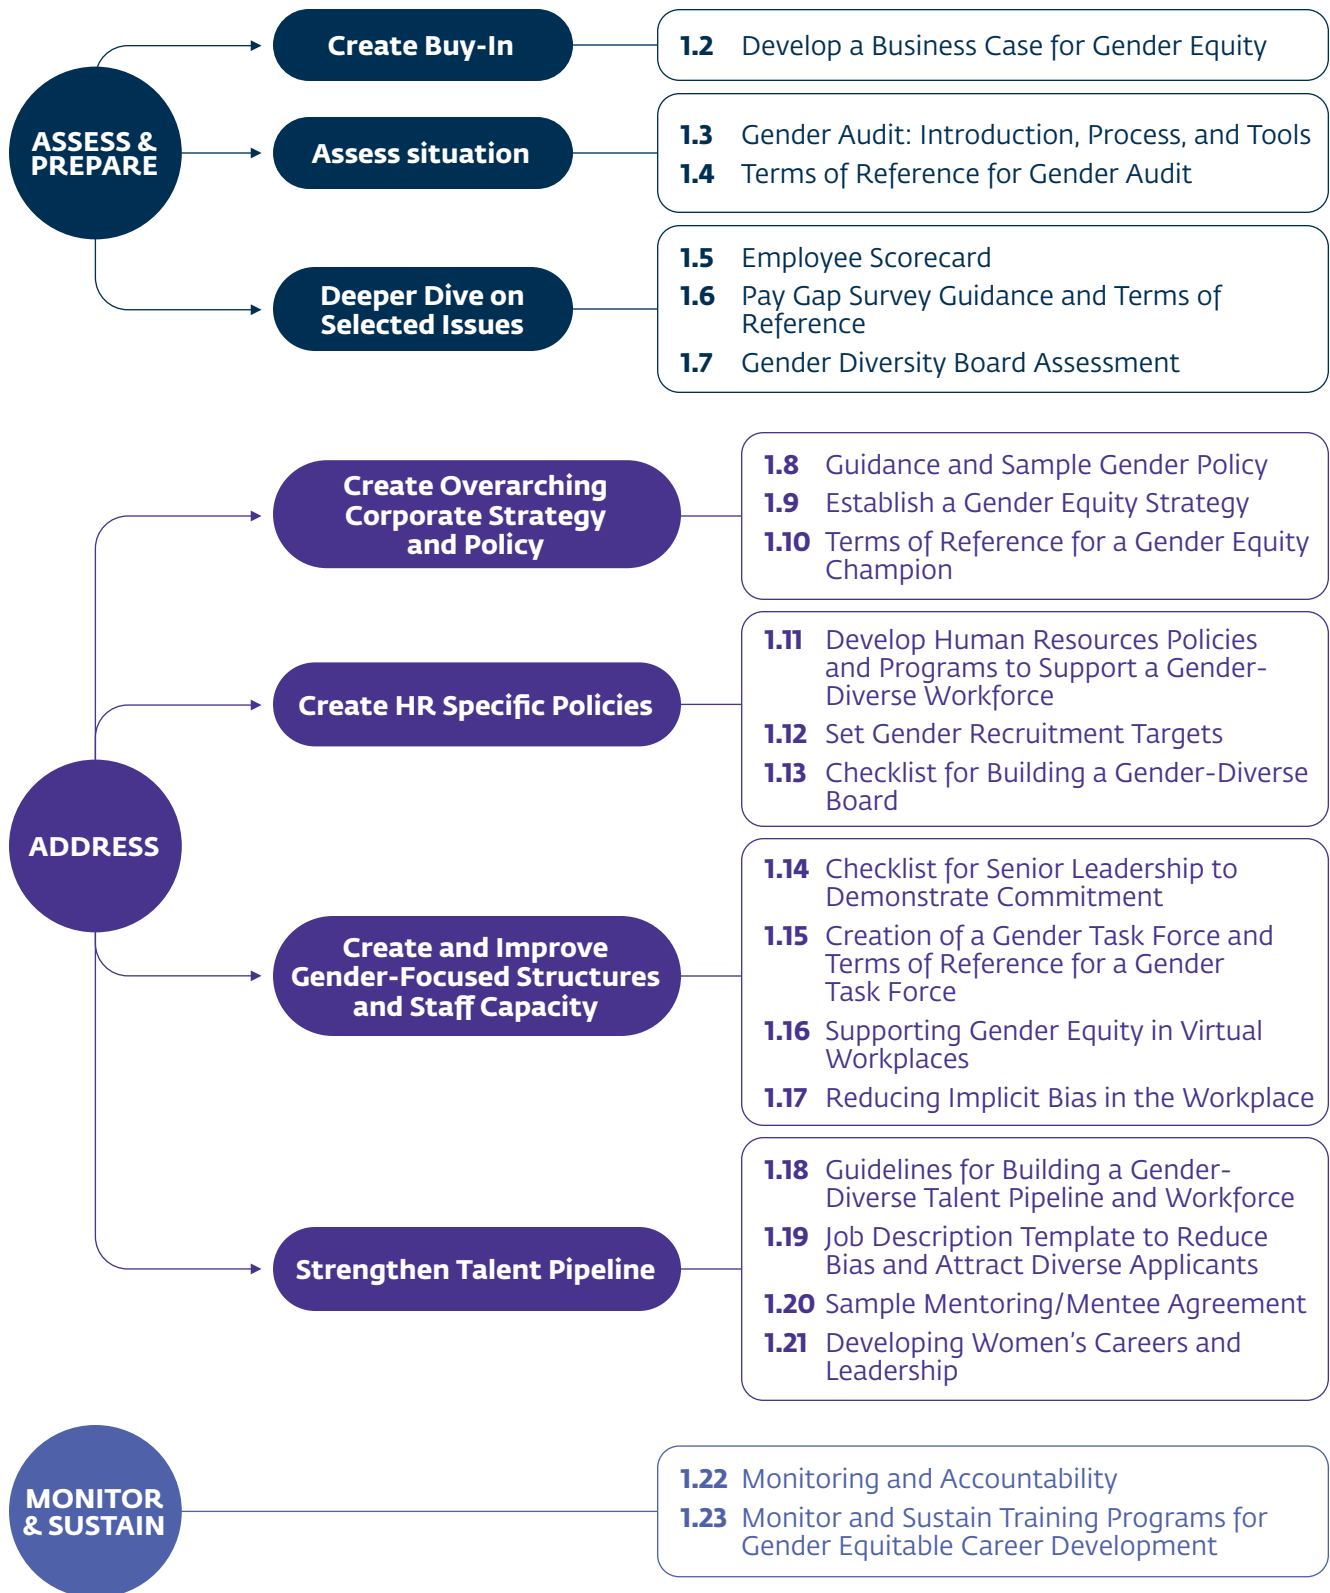 Create Buy-In
1.2 Develop a Business Case for Gender Equity
ASSESS &
PREPARE
Assess situation
1.3 Gender Audit: Introduction, Process, and Tools
1.4 Terms of Reference for Gender Audit
Deeper Dive on
Selected Issues
1.5 Employee Scorecard
1.6 Pay Gap Survey Guidance and Terms of
Reference
1.7 Gender Diversity Board Assessment
Create Overarching
Corporate Strategy
and Policy
1.8 Guidance and Sample Gender Policy
1.9 Establish a Gender Equity Strategy
1.10 Terms of Reference for a Gender Equity
Champion
Create HR Specific Policies
1.11 Develop Human Resources Policies
and Programs to Support a Gender-
Diverse Workforce
1.12 Set Gender Recruitment Targets
1.13 Checklist for Building a Gender-Diverse
Board
ADDRESS
Create and Improve
Gender-Focused Structures
and Staff Capacity
1.14 Checklist for Senior Leadership to
Demonstrate Commitment
1.15 Creation of a Gender Task Force and
Terms of Reference for a Gender
Task Force
1.16 Supporting Gender Equity in Virtual
Workplaces
1.17 Reducing Implicit Bias in the Workplace
Strengthen Talent Pipeline
1.18 Guidelines for Building a Gender-
Diverse Talent Pipeline and Workforce
1.19 Job Description Template to Reduce
Bias and Attract Diverse Applicants
1.20 Sample Mentoring/Mentee Agreement
1.21 Developing Women’s Careers and
Leadership
MONITOR
& SUSTAIN
1.22 Monitoring and Accountability
1.23 Monitor and Sustain Training Programs for
Gender Equitable Career Development